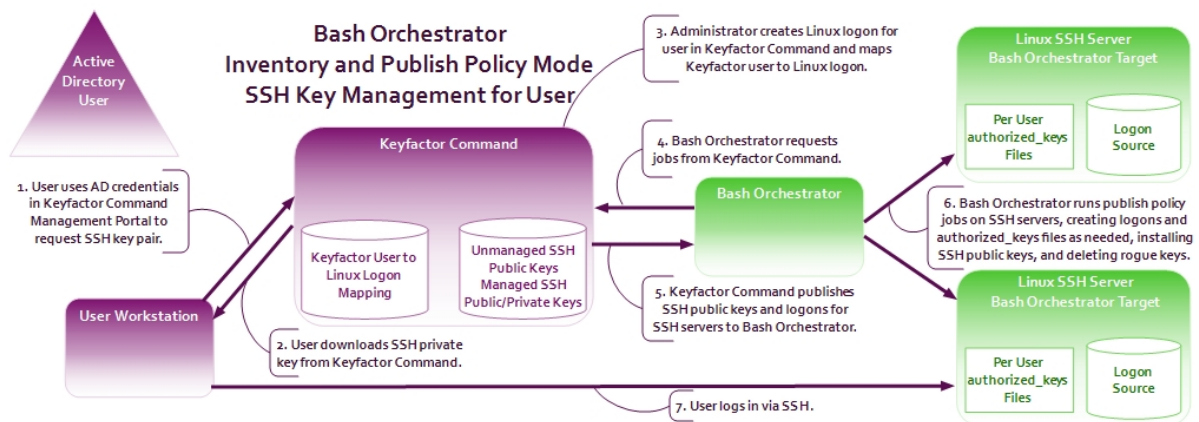 Bash Orchestrator
Inventory and Publish Policy Mode
SSH Key Management for User
Active
Directory
User
1. User uses AD credentials
in Keyfactor Command
Management Portal to
request SSH key pair.
User Workstation
2. User downloads SSH private
key from Keyfactor Command.
Keyfactor Command
Keyfactor User to
Linux Logon
Mapping
Unmanaged SSH
Public Keys
Managed SSH
Public/Private Keys
3. Administrator creates Linux logon for
user in Keyfactor Command and maps
Keyfactor user to Linux logon.
4. Bash Orchestrator requests
jobs from Keyfactor Command.
Bash Orchestrator
5. Keyfactor Command publishes
SSH public keys and logons for
SSH servers to Bash Orchestrator.
Linux SSH Server
Bash Orchestrator Target
Per User
authorized_keys
Files
Logon
Source
6. Bash Orchestrator runs publish policy
jobs on SSH servers, creating logons and
authorized_keys files as needed, installing
SSH public keys, and deleting rogue keys.
Linux SSH Server
Bash Orchestrator Target
Per User
authorized_keys
Files
Logon
Source
7. User logs in via SSH.